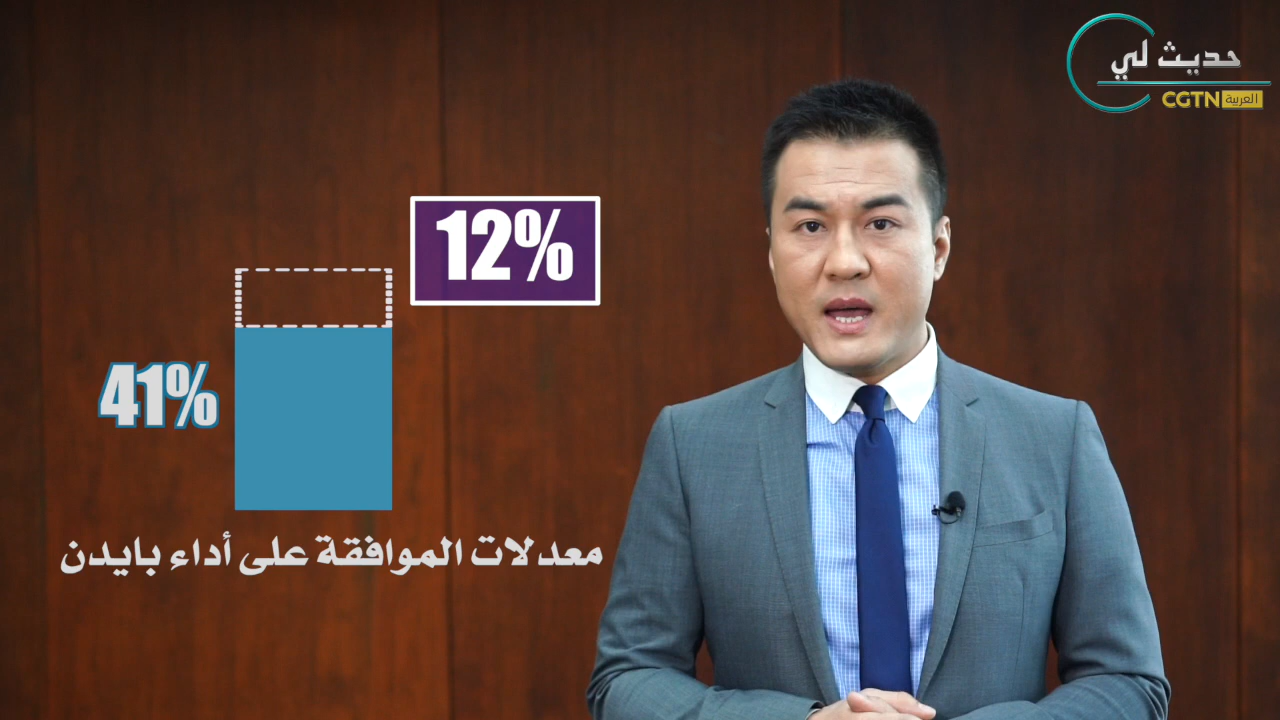 حديث لي
CGTN العربية
12%
41%
معدلات الموافقة على أداء بايدن